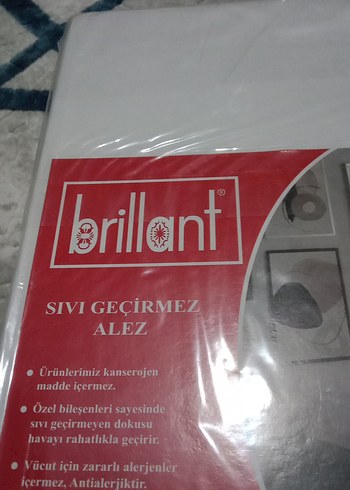 brillant®
SIVI GEÇİRMEZ
ALEZ
• Ürünlerimiz kanserojen
madde içermez.
• Özel bileşenleri sayesinde
sıvı geçirmeyen dokusu
havayı rahatlıkla geçirir.
• Vücut için zararlı alerjenler
içermez, Antialerjiktir.